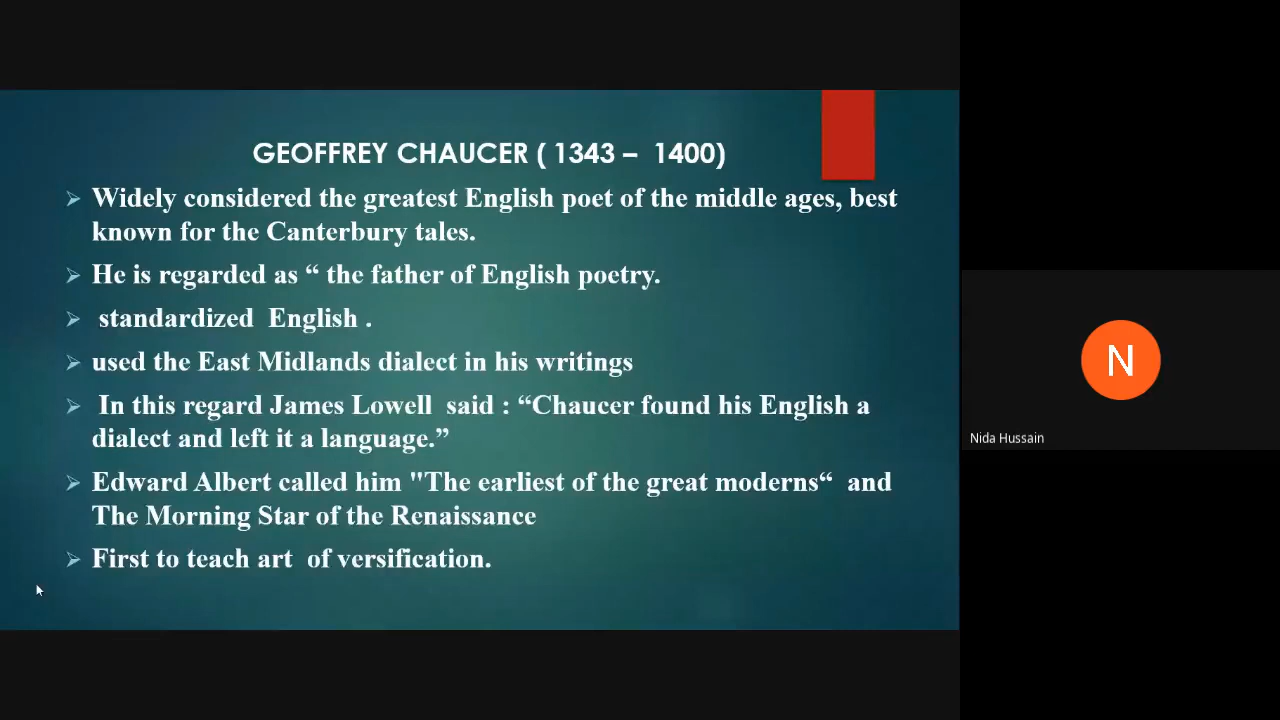 GEOFFREY CHAUCER ( 1343 – 1400)
Widely considered the greatest English poet of the middle ages, best
known for the Canterbury tales.
He is regarded as “ the father of English poetry.
standardized English .
used the East Midlands dialect in his writings
In this regard James Lowell said : “Chaucer found his English a
dialect and left it a language.”
Edward Albert called him "The earliest of the great moderns“ and
The Morning Star of the Renaissance
First to teach art of versification.
N
Nida Hussain